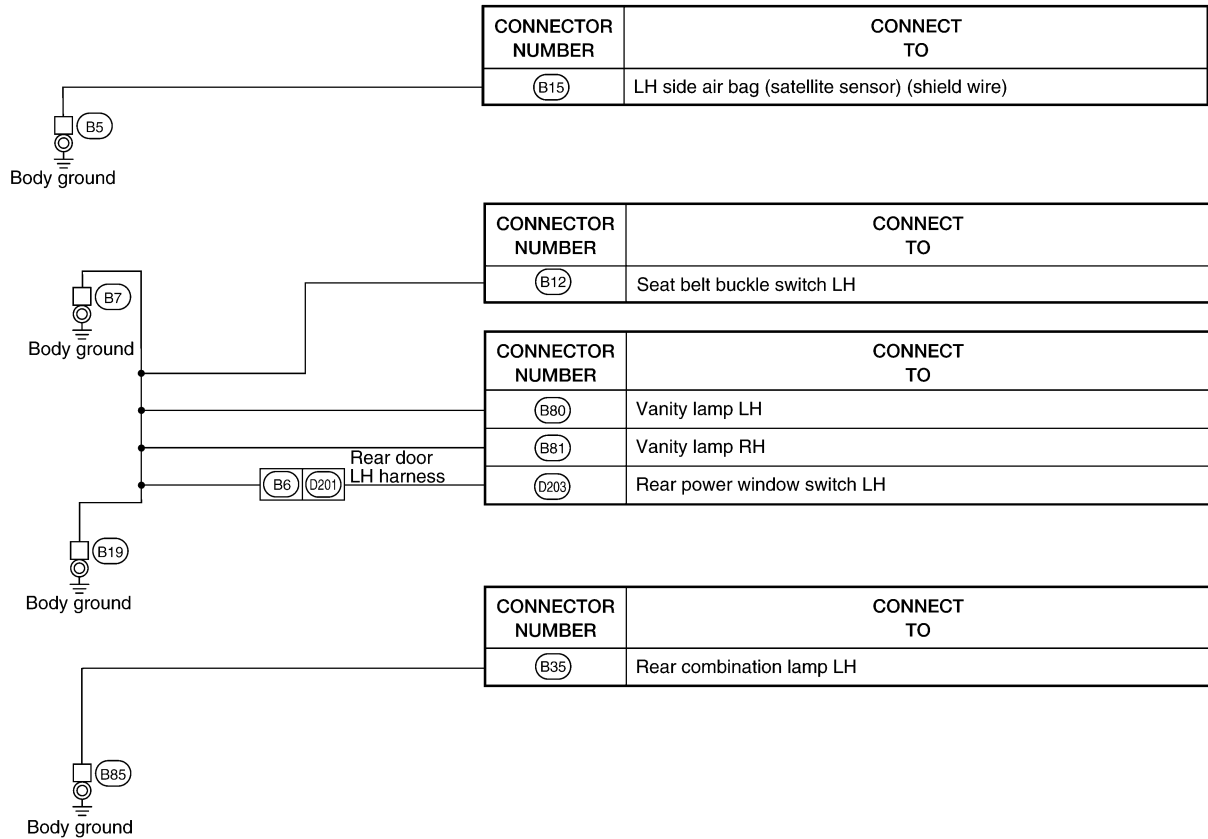 CONNECTOR NUMBER CONNECT TO
B15 LH side air bag (satellite sensor) (shield wire)
B5
Body ground
CONNECTOR NUMBER CONNECT TO
B12 Seat belt buckle switch LH
B7
Body ground
CONNECTOR NUMBER CONNECT TO
B80 Vanity lamp LH
B81 Vanity lamp RH
Rear door
LH harness
B6 D201
D203 Rear power window switch LH
B19
Body ground
CONNECTOR NUMBER CONNECT TO
B35 Rear combination lamp LH
B85
Body ground